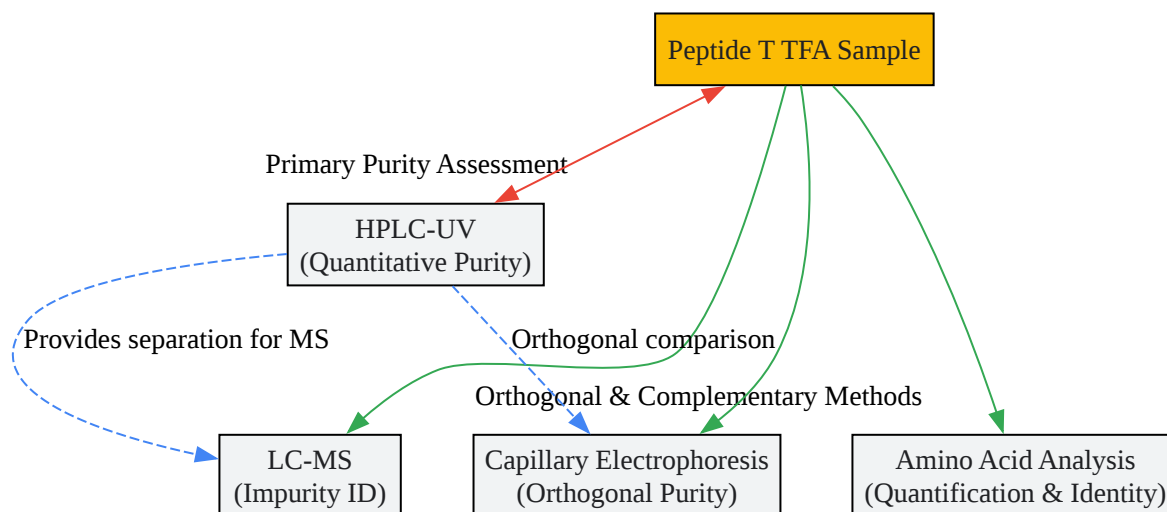 Peptide T TFA Sample
Primary Purity Assessment
HPLC-UV
(Quantitative Purity)
Provides separation for MS
Orthogonal comparison
Orthogonal & Complementary Methods
LC-MS
(Impurity ID)
Capillary Electrophoresis
(Orthogonal Purity)
Amino Acid Analysis
(Quantification & Identity)